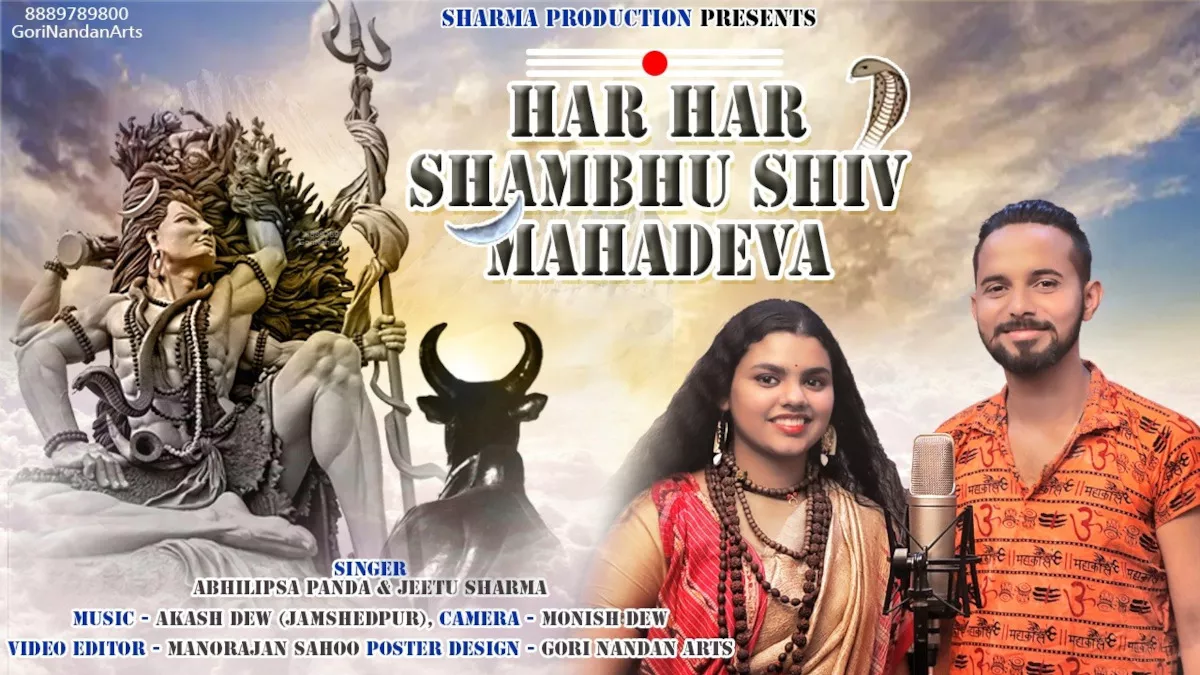 8889789800
GoriNandanArts
SHARMA PRODUCTION PRESENTS
HAR HAR
SHAMBHU SHIV
MAHADEVA
SINGER
ABHILIPSA PANDA & JEETU SHARMA
MUSIC - AKASH DEW (JAMSHEDPUR), CAMERA - MONISH DEW
VIDEO EDITOR - MANORAJAN SAHOO POSTER DESIGN - GORI NANDAN ARTS